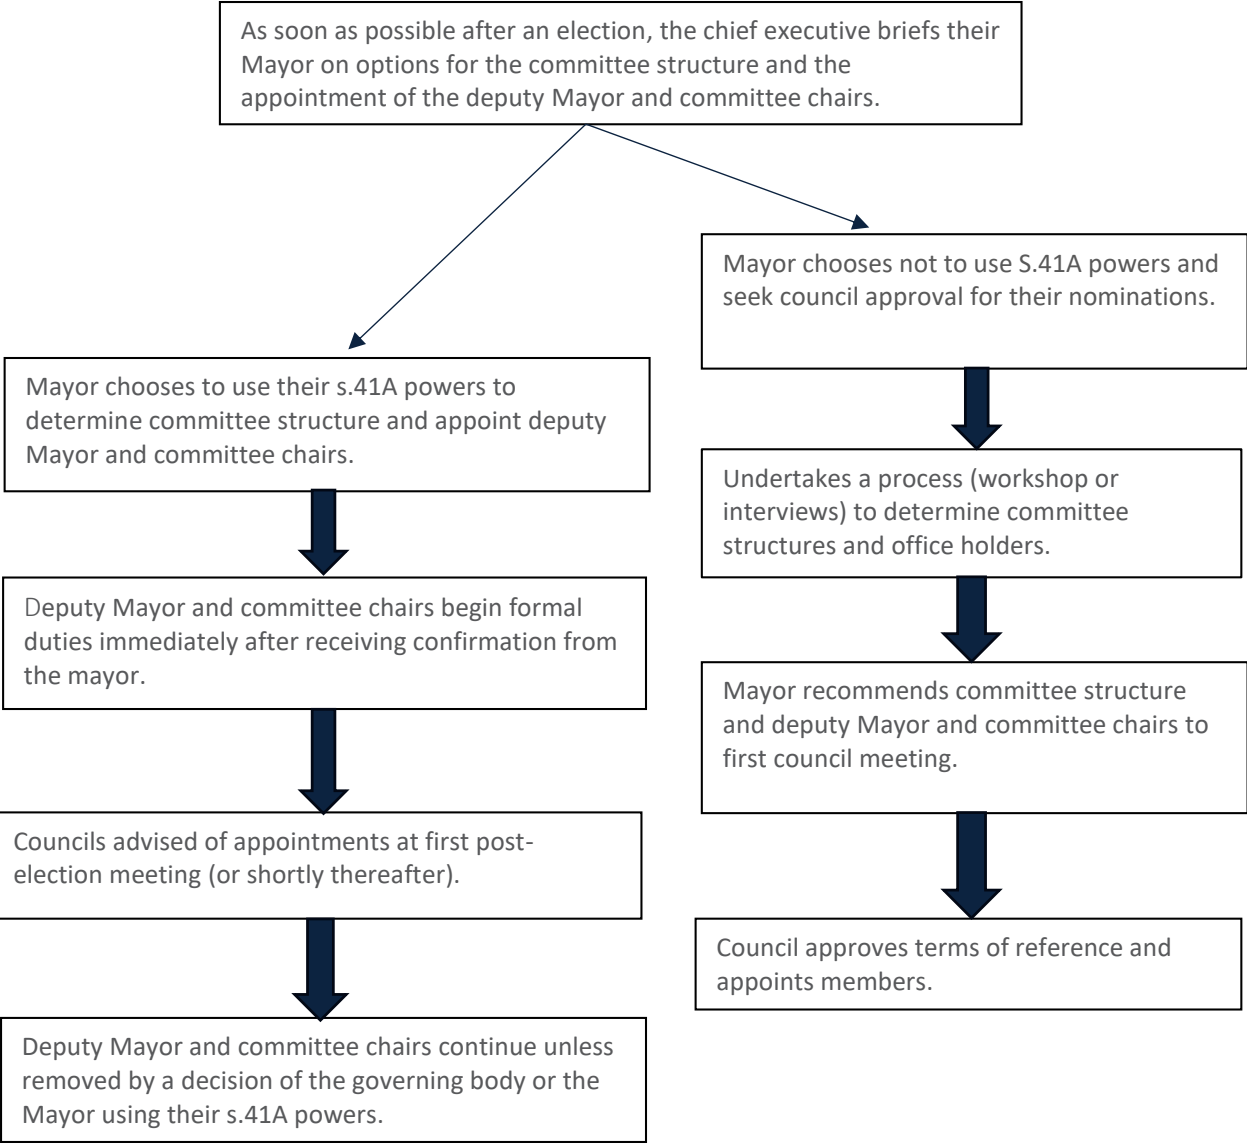 As soon as possible after an election, the chief executive briefs their
Mayor on options for the committee structure and the
appointment of the deputy Mayor and committee chairs.
Mayor chooses to use their s.41A powers to
determine committee structure and appoint deputy
Mayor and committee chairs.
Deputy Mayor and committee chairs begin formal
duties immediately after receiving confirmation from
the mayor.
Councils advised of appointments at first post-
election meeting (or shortly thereafter).
Deputy Mayor and committee chairs continue unless
removed by a decision of the governing body or the
Mayor using their s.41A powers.
Mayor chooses not to use S.41A powers and
seek council approval for their nominations.
Undertakes a process (workshop or
interviews) to determine committee
structures and office holders.
Mayor recommends committee structure
and deputy Mayor and committee chairs to
first council meeting.
Council approves terms of reference and
appoints members.